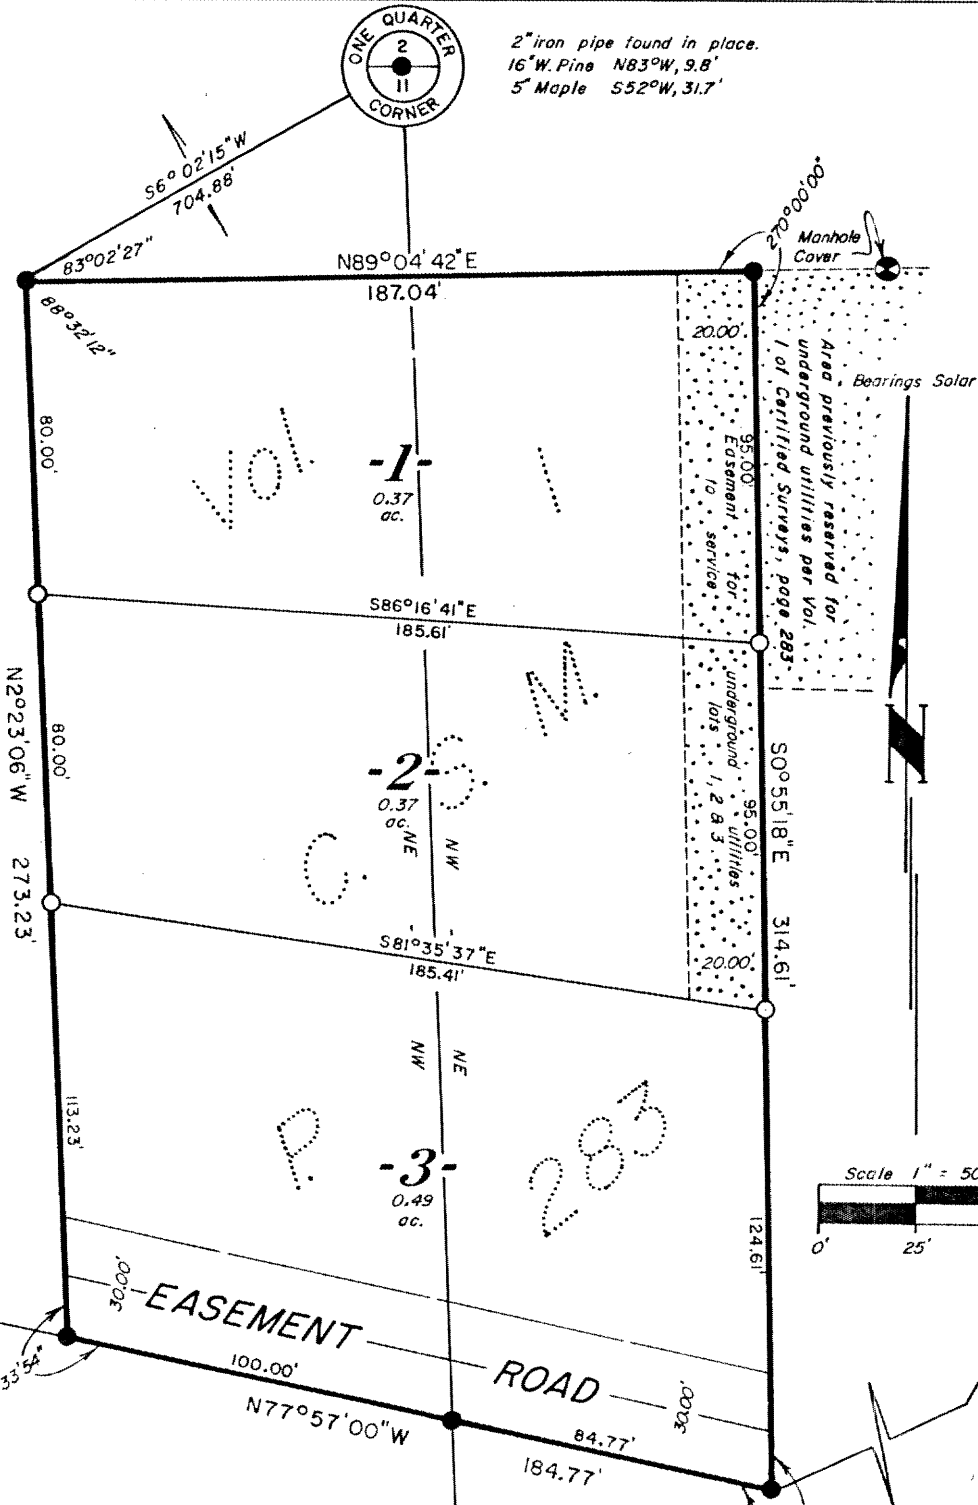 ONE QUARTER
2
11
CORNER
2" iron pipe found in place.
16" W. Pine N83°W, 9.8'
5" Maple S52°W, 31.7'
S6°02'15"W
704.88'
83°02'27"
88°32'12"
N89°04'42"E
187.04'
270°00'00"
Manhole
Cover
20.00'
Area previously reserved for
underground utilities per Vol.
1 of Certified Surveys, page 283
Bearings Solar
80.00'
Vol. 1
-1-
0.37
ac.
95.00'
Easement for underground utilities
to service lots 1, 2 & 3.
S86°16'41"E
185.61'
N2°23'06"W 273.23'
80.00'
C. S. M.
-2-
0.37
ac.
NE
NW
95.00'
S0°55'18"E 314.61'
N
S81°35'37"E
185.41'
20.00'
NW
NE
113.23'
P. 283
-3-
0.49
ac.
124.61'
Scale 1" = 50
0' 25'
30.00'
EASEMENT ROAD
30.00'
33'54"
100.00'
N77°57'00"W
84.77'
184.77'